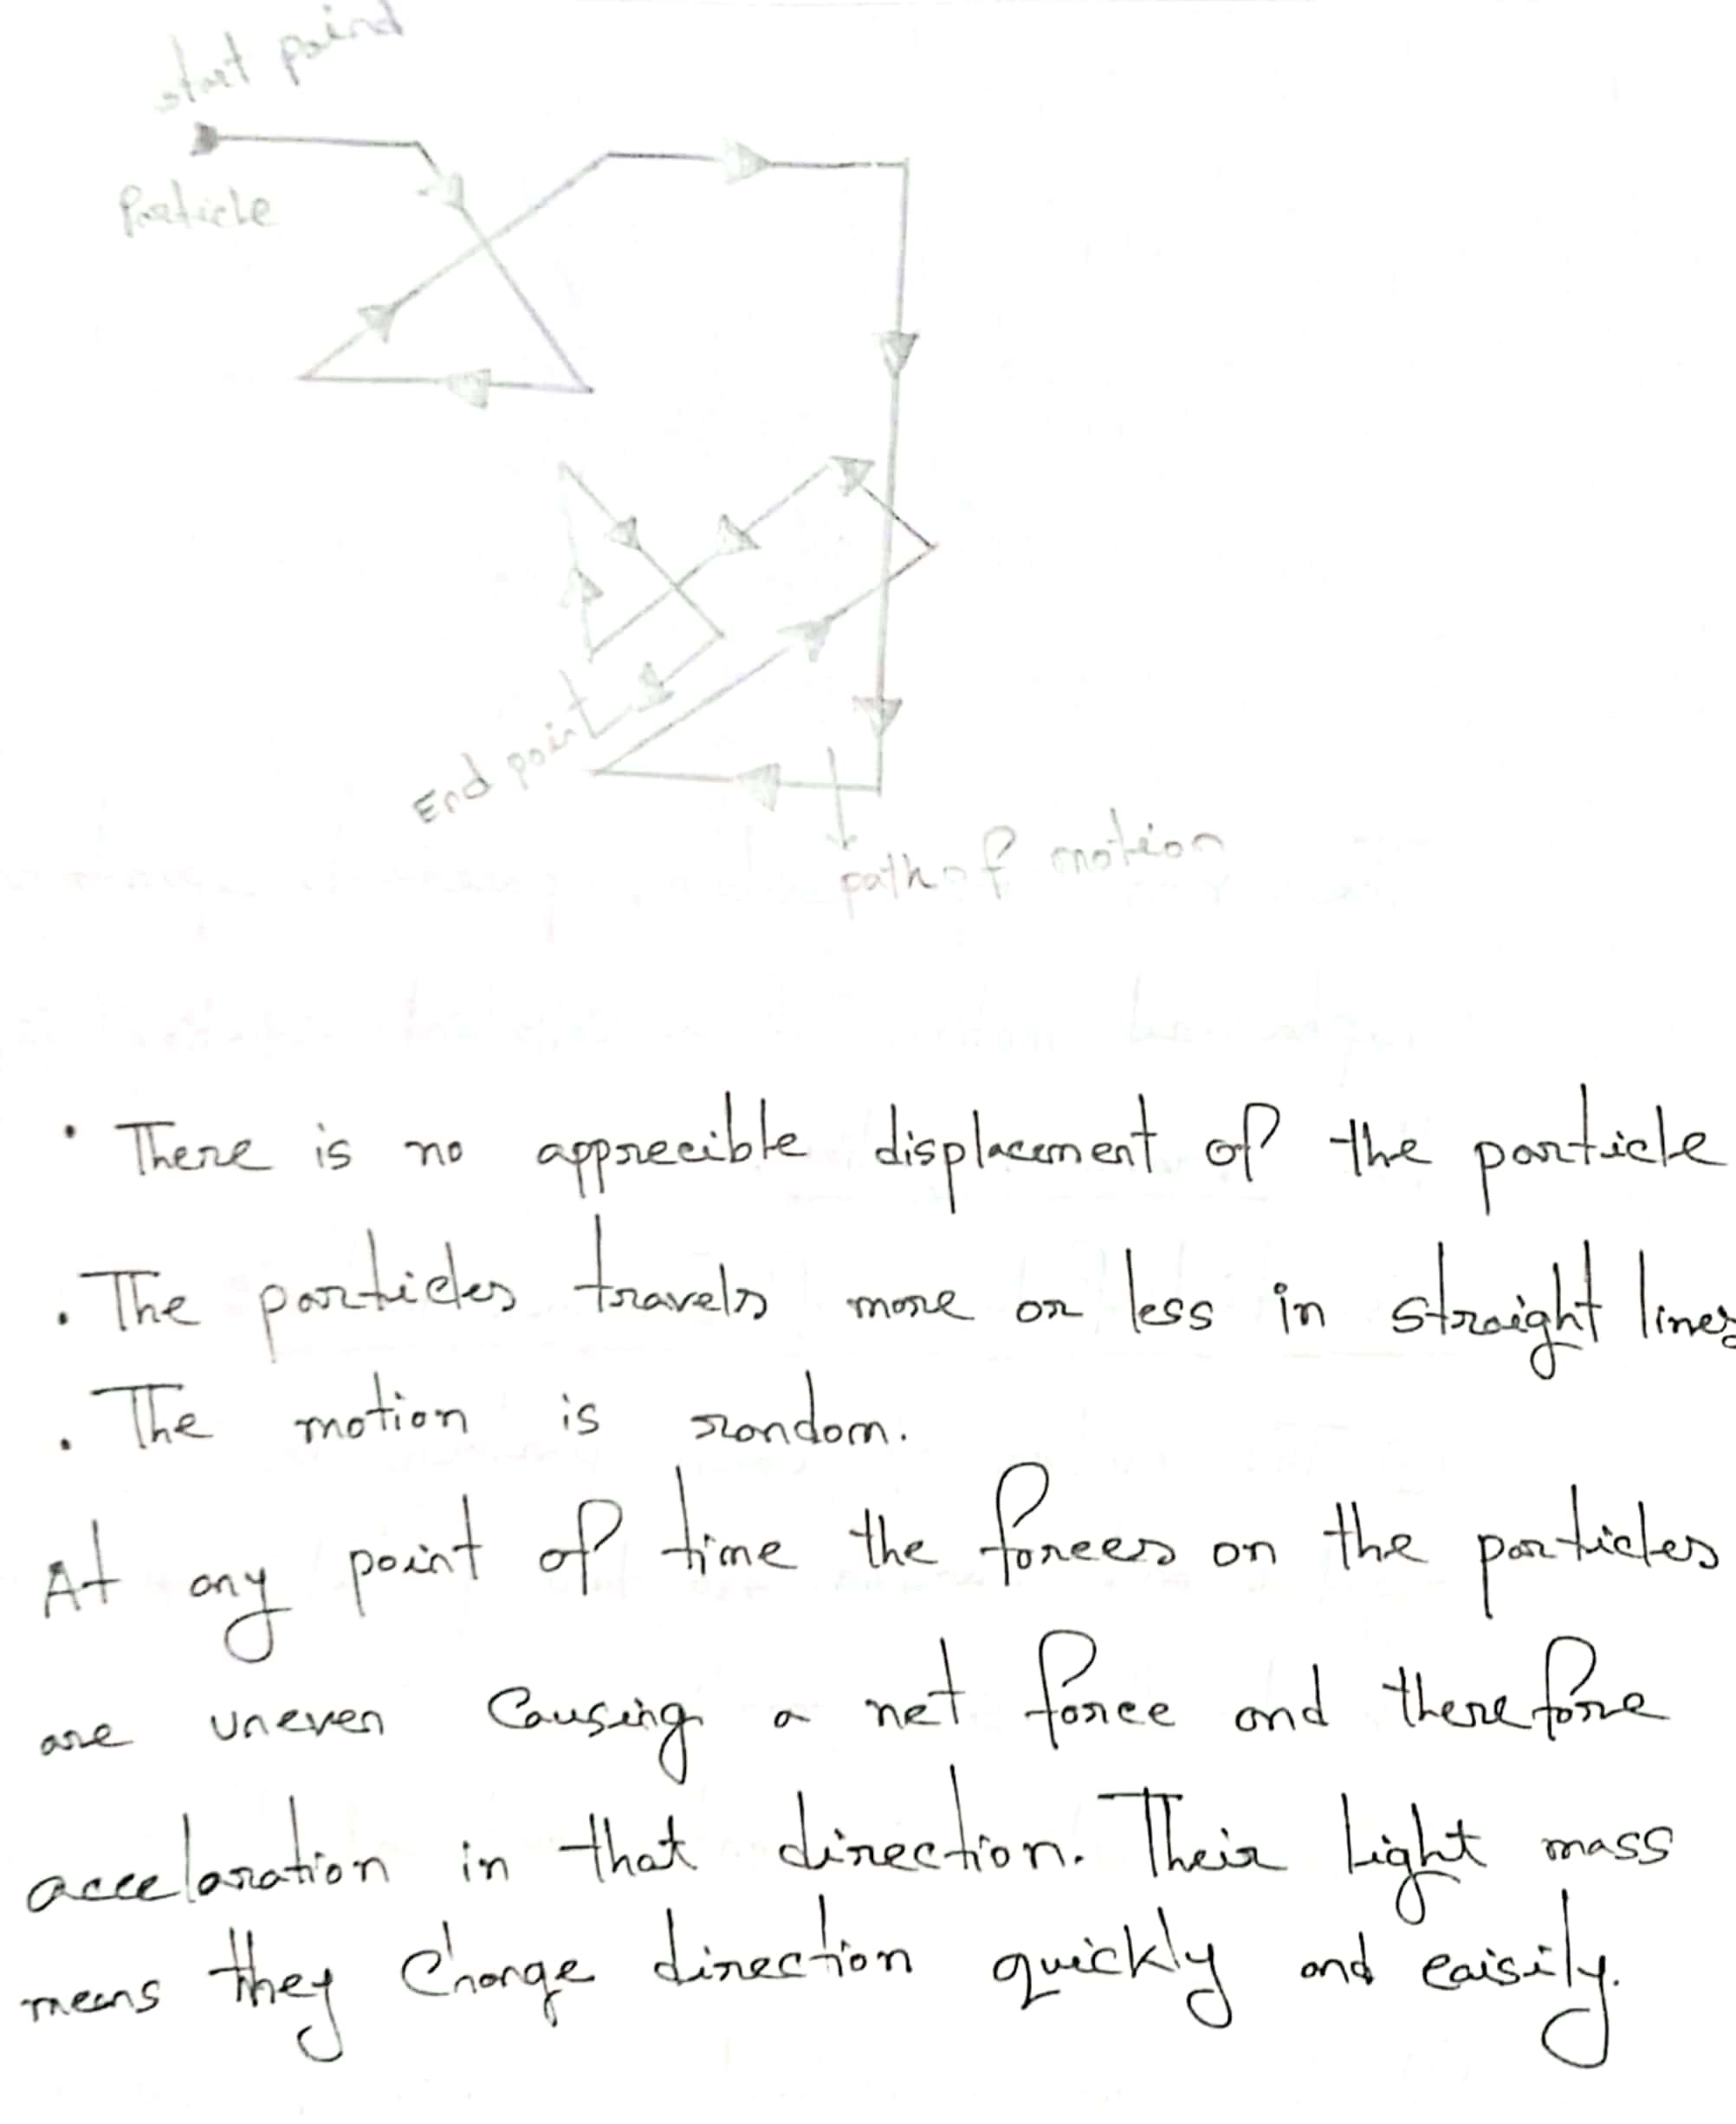 start point
Particle
End point
path of motion
• There is no apprecible displacement of the particle
• The particles travels more or less in straight lines
• The motion is random.
At any point of time the forces on the particles
are uneven causing a net force and therefore
accelaration in that direction. Their light mass
means they change direction quickly and eaisily.